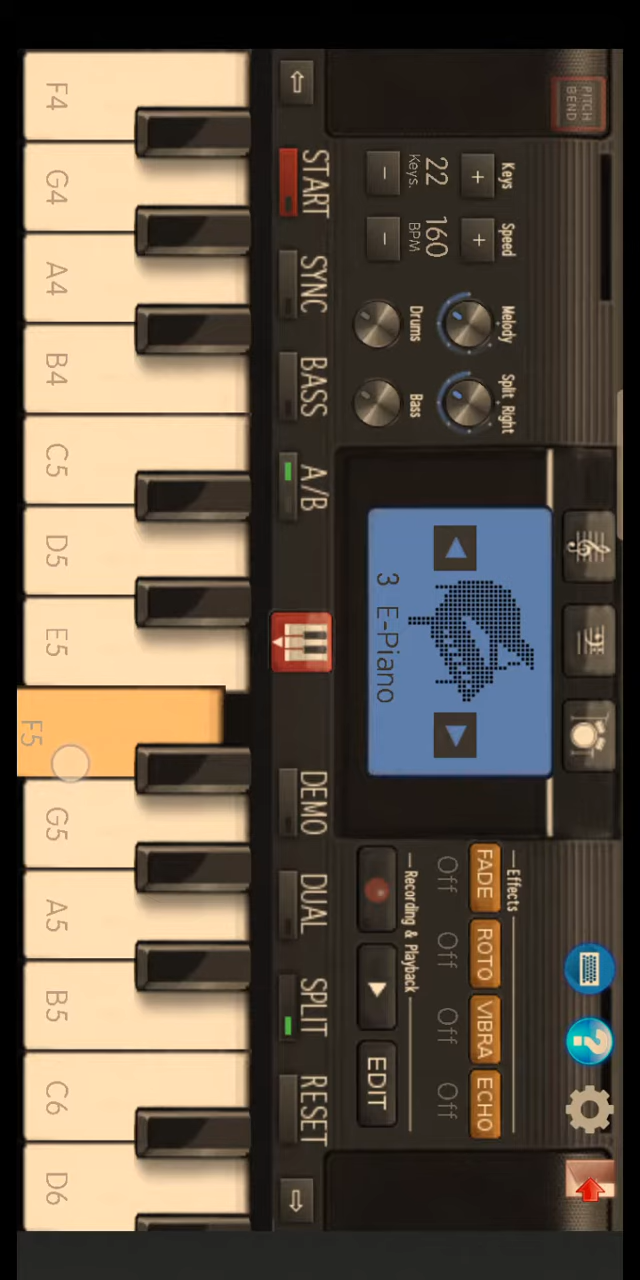 PITCH
BEND
Keys
Speed
Melody
Split Right
+
+
22
160
Keys.
BPM
-
-
Drums
Bass
3 E-Piano
Effects
FADE
ROTO
VIBRA
ECHO
Off
Off
Off
Off
Recording & Playback
EDIT
START
SYNC
BASS
A/B
DEMO
DUAL
SPLIT
RESET
F4
G4
A4
B4
C5
D5
E5
F5
G5
A5
B5
C6
D6